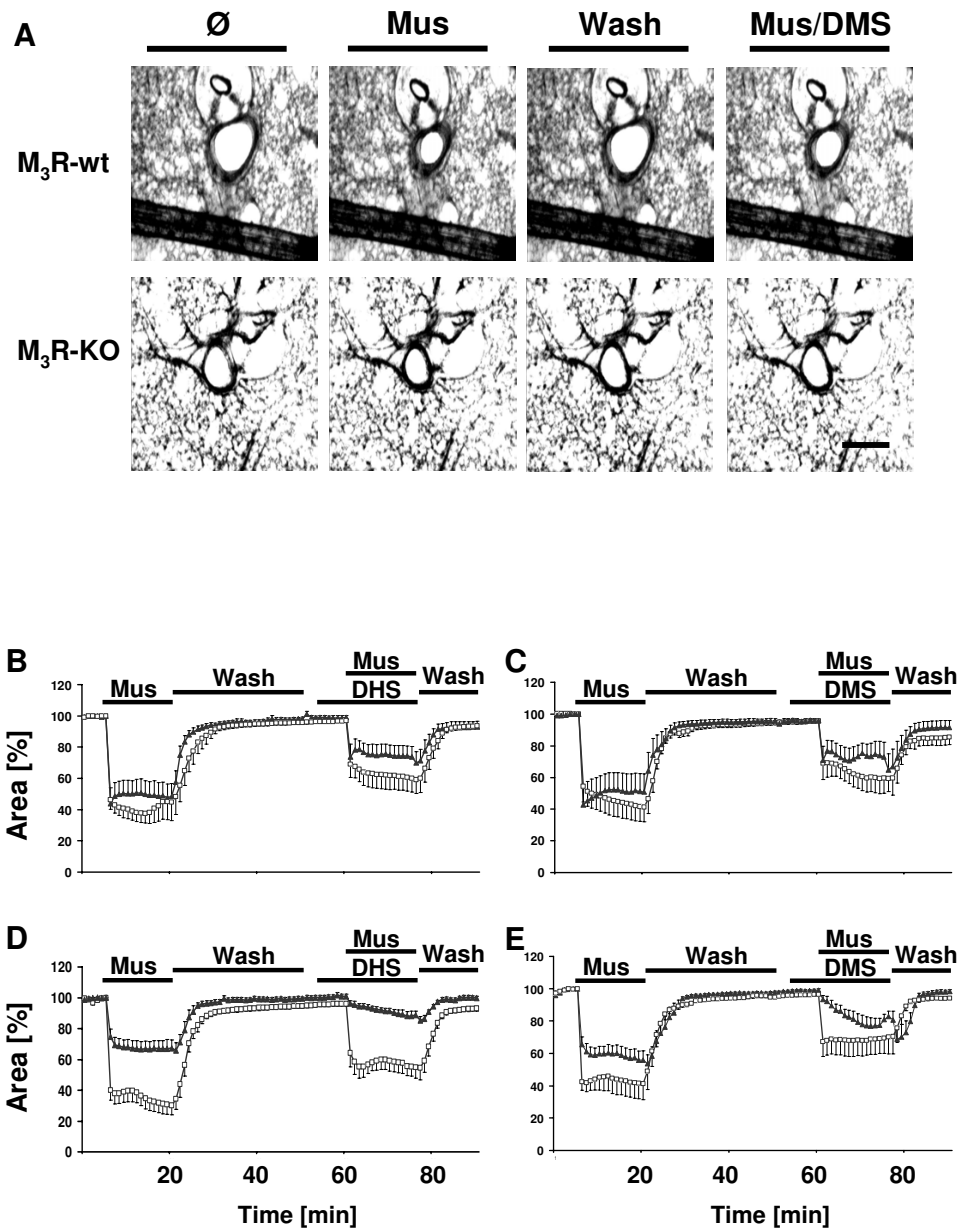 A
Ø Mus Wash Mus/DMS
M₃R-wt
M₃R-KO
B
Mus Wash Mus Wash
DHS
Area [%]
120
100
80
60
40
20
0
C
Mus Wash Mus Wash
DMS
120
100
80
60
40
20
0
D
Mus Wash Mus Wash
DHS
Area [%]
120
100
80
60
40
20
0
20 40 60 80
Time [min]
E
Mus Wash Mus Wash
DMS
120
100
80
60
40
20
0
20 40 60 80
Time [min]